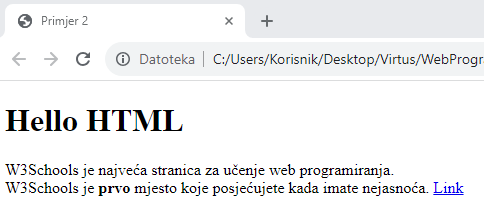 Primjer 2
Datoteka C:/Users/Korisnik/Desktop/Virtus/WebProgr
Hello HTML
W3Schools je najveća stranica za učenje web programiranja.
W3Schools je prvo mjesto koje posjećujete kada imate nejasnoća. Link